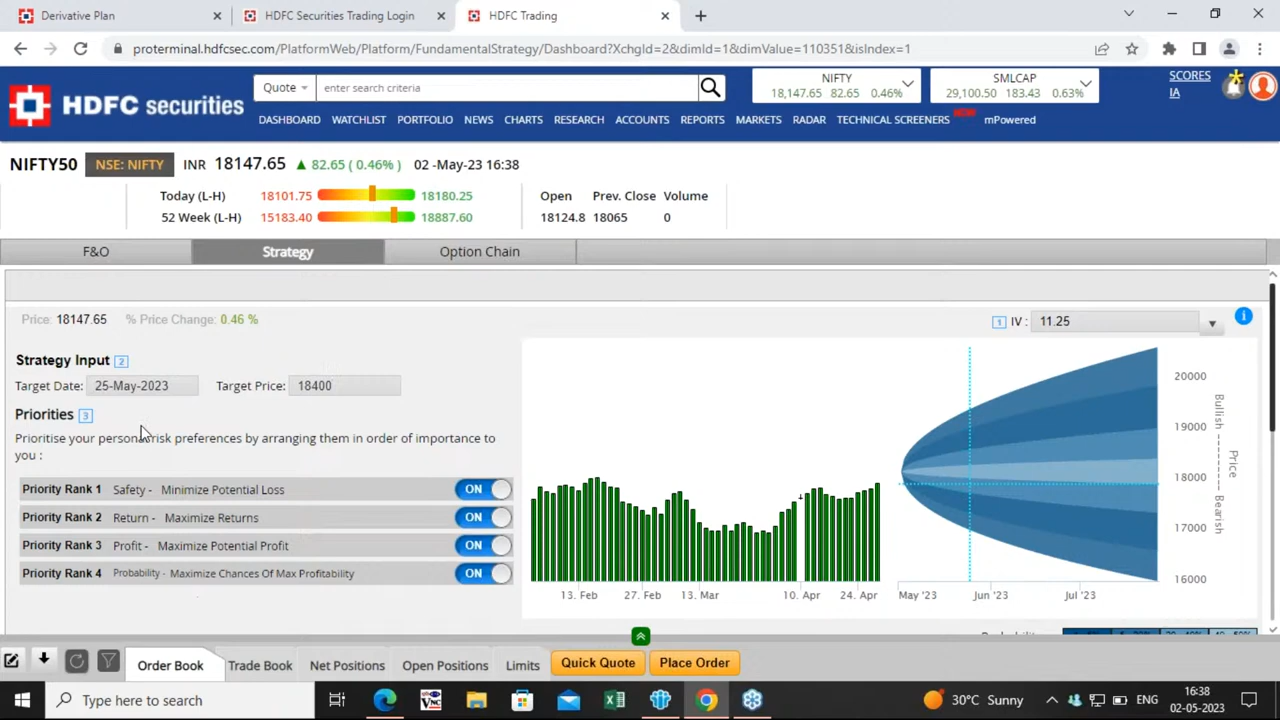 Derivative Plan
HDFC Securities Trading Login
HDFC Trading
proterminal.hdfcsec.com/PlatformWeb/Platform/FundamentalStrategy/Dashboard?XchgId=2&dimId=1&dimValue=110351&isIndex=1
HDFC securities
Quote
enter search criteria
NIFTY
18,147.65 82.65 0.46%
SMLCAP
29,100.50 183.43 0.63%
SCORES
IA
DASHBOARD WATCHLIST PORTFOLIO NEWS CHARTS RESEARCH ACCOUNTS REPORTS MARKETS RADAR TECHNICAL SCREENERS NEW mPowered
NIFTY50 NSE: NIFTY INR 18147.65 ▲ 82.65 ( 0.46% ) 02 -May-23 16:38
Today (L-H) 18101.75 18180.25 Open Prev. Close Volume
52 Week (L-H) 15183.40 18887.60 18124.8 18065 0
F&O Strategy Option Chain
Price: 18147.65 % Price Change: 0.46 %
1 IV : 11.25
Strategy Input 2
Target Date: 25-May-2023 Target Price: 18400
Priorities 3
Prioritise your personal risk preferences by arranging them in order of importance to
you :
Priority Rank 1 Safety - Minimize Potential Loss ON
Priority Rank 2 Return - Maximize Returns ON
Priority Rank 3 Profit - Maximize Potential Profit ON
Priority Rank 4 Probability - Maximize Chances Of Max Profitability ON
13. Feb 27. Feb 13. Mar 10. Apr 24. Apr
May '23 Jun '23 Jul '23
20000
19000
18000
17000
16000
Bullish -------- Bearish
Price
Order Book Trade Book Net Positions Open Positions Limits Quick Quote Place Order
Type here to search
30°C Sunny
ENG
16:38
02-05-2023